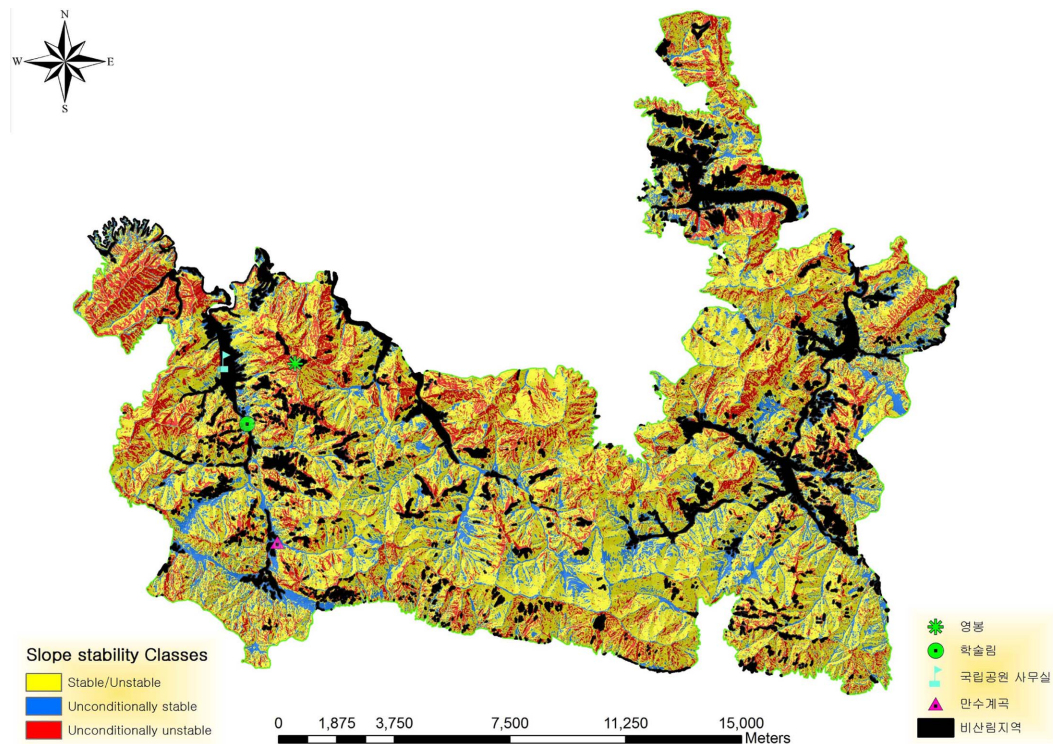 N
W
E
S
Slope stability Classes
Stable/Unstable
Unconditionally stable
Unconditionally unstable
0 1,875 3,750 7,500 11,250 15,000
Meters
영봉
학술림
국립공원 사무실
만수계곡
비산림지역